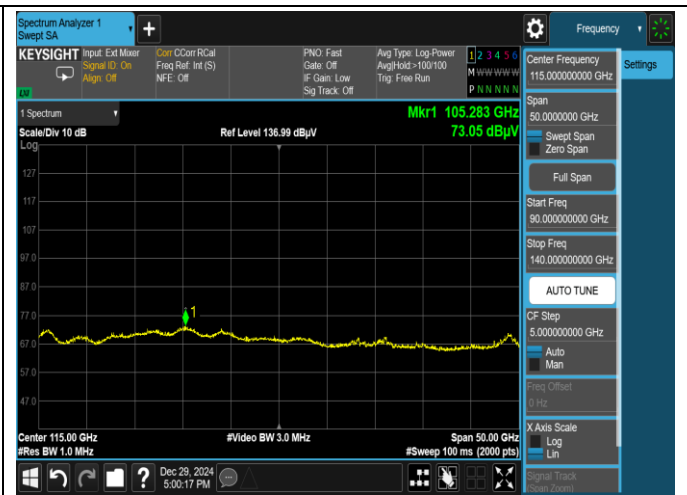 Spectrum Analyzer 1
Swept SA
+
Frequency
KEYSIGHT
Input: Ext Mixer
Signal ID: On
Align: Off
Corr CCorr RCal
Freq Ref: Int (S)
NFE: Off
PNO: Fast
Gate: Off
IF Gain: Low
Sig Track: Off
Avg Type: Log-Power
Avg|Hold:>100/100
Trig: Free Run
1 2 3 4 5 6
M W W W W W
P N N N N N
LXI
1 Spectrum
Mkr1 105.283 GHz
Scale/Div 10 dB
Ref Level 136.99 dBµV
73.05 dBµV
Log
127
117
107
97.0
87.0
77.0
67.0
57.0
47.0
1
Center 115.00 GHz
#Video BW 3.0 MHz
Span 50.00 GHz
#Res BW 1.0 MHz
#Sweep 100 ms (2000 pts)
Center Frequency
115.000000000 GHz
Settings
Span
50.0000000 GHz
Swept Span
Zero Span
Full Span
Start Freq
90.000000000 GHz
Stop Freq
140.000000000 GHz
AUTO TUNE
CF Step
5.000000000 GHz
Auto
Man
Freq Offset
0 Hz
X Axis Scale
Log
Lin
Signal Track
(Span Zoom)
?
Dec 29, 2024
5:00:17 PM